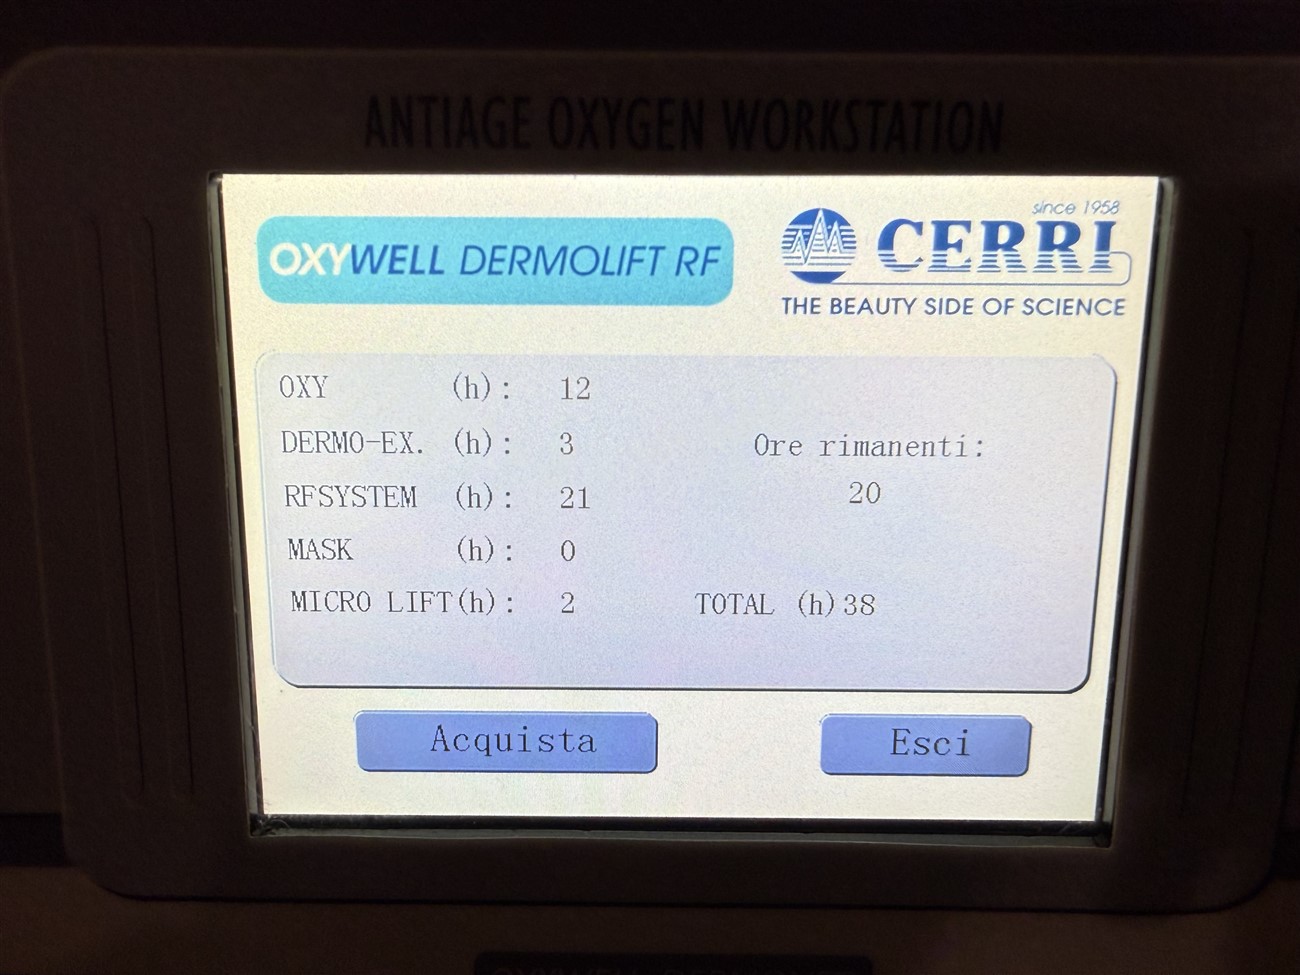 ANTIAGE OXYGEN WORKSTATION
OXYWELL DERMOLIFT RF
since 1958
CERRI
THE BEAUTY SIDE OF SCIENCE
OXY (h): 12
DERMO-EX. (h): 3
Ore rimanenti:
RFSYSTEM (h): 21
20
MASK (h): 0
MICRO LIFT(h): 2
TOTAL (h)38
Acquista
Esci